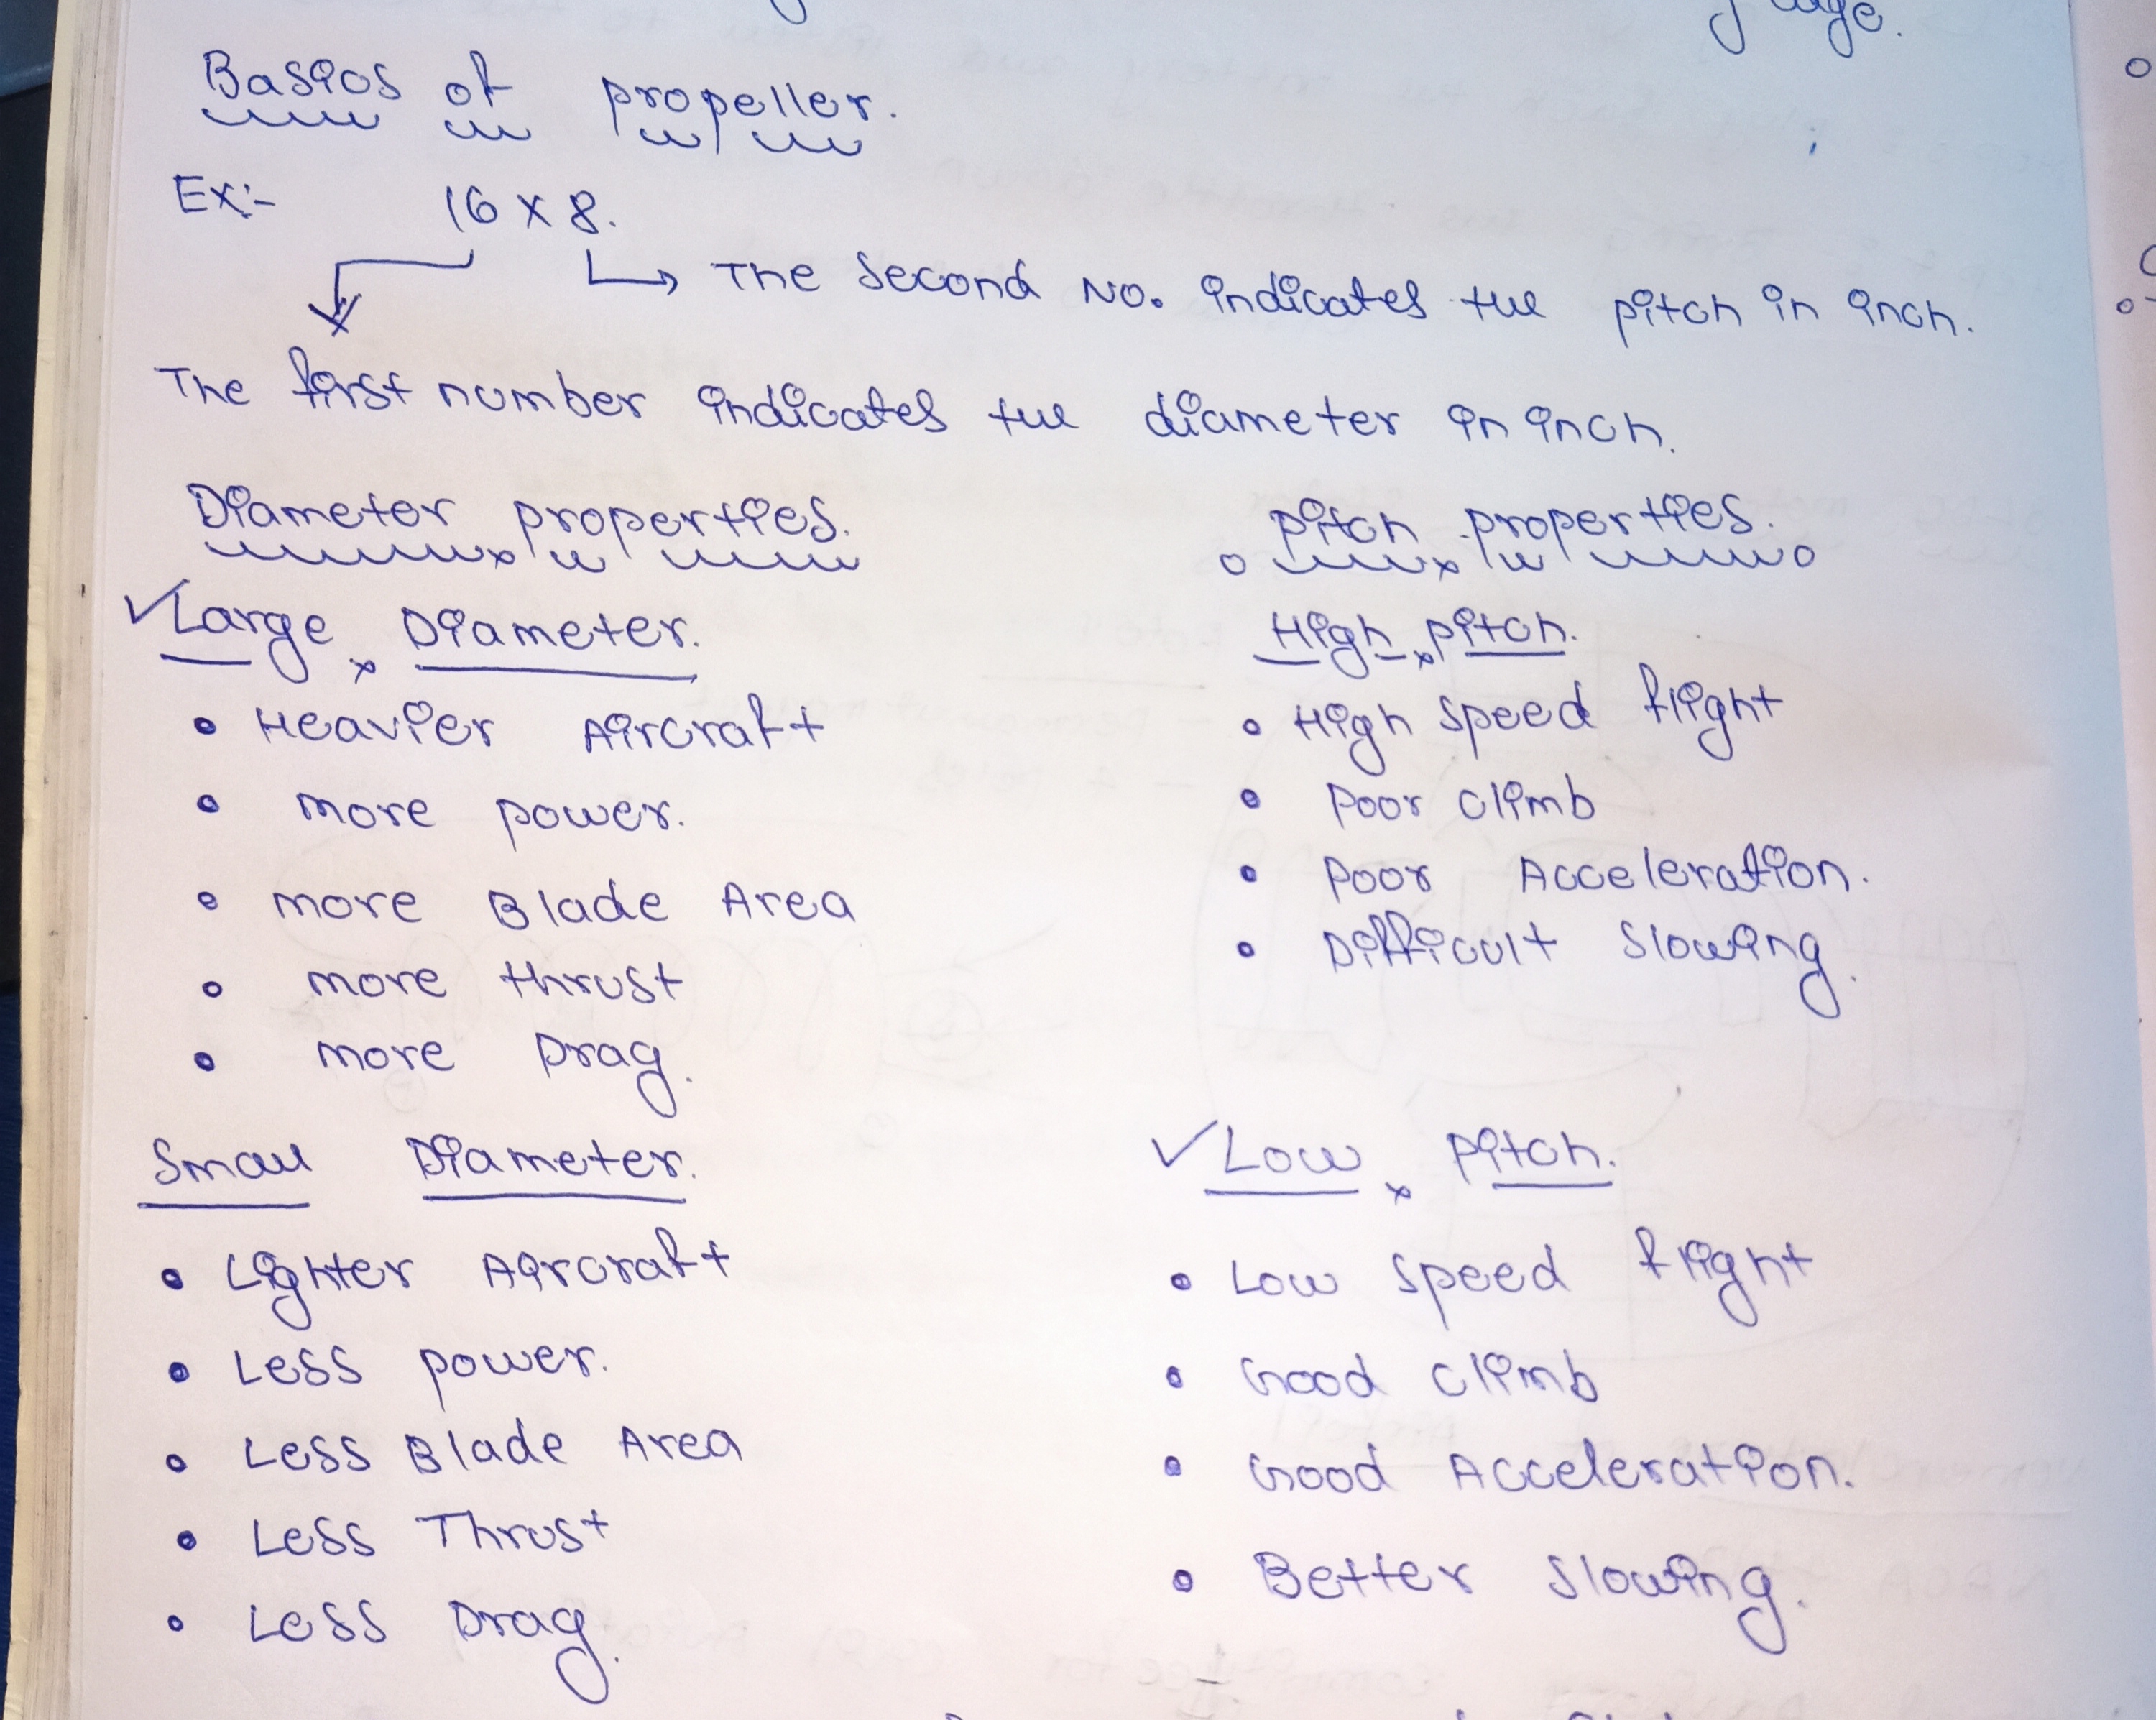 Basics of propeller.
Ex:- 16 x 8.
The Second No. indicates the pitch in inch.
The first number indicates the diameter in inch.
Diameter properties.
✓Large Diameter.
• Heavier Aircraft
• more power.
• more Blade Area
• more thrust
• more Drag.
Small Diameter.
• Lighter Aircraft
• Less power.
• Less Blade Area
• Less Thrust
• Less Drag.
pitch properties.
High pitch.
• High Speed flight
• Poor climb
• Poor Acceleration.
• Difficult Slowing.
✓Low pitch.
• Low Speed flight
• Good climb
• Good Acceleration.
• Better Slowing.